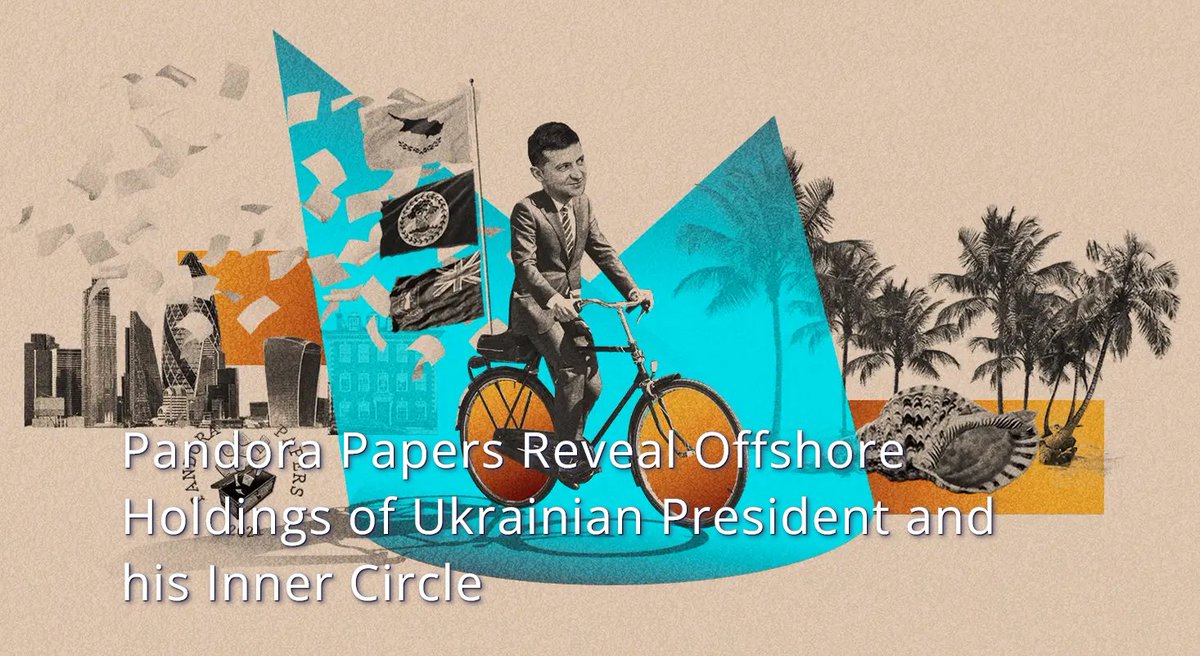 Pandora Papers Reveal Offshore
Holdings of Ukrainian President and
his Inner Circle